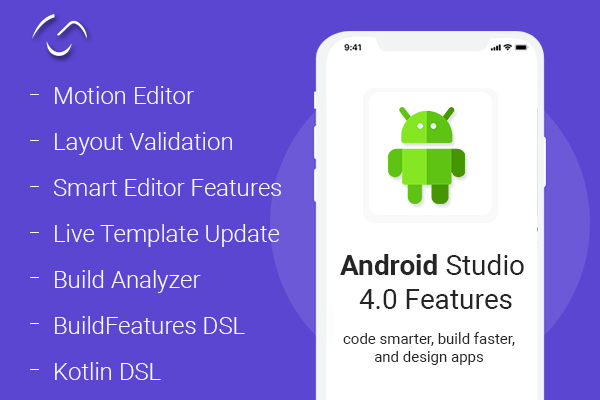 – Motion Editor
– Layout Validation
– Smart Editor Features
– Live Template Update
– Build Analyzer
– BuildFeatures DSL
– Kotlin DSL
9:41
Android Studio
4.0 Features
code smarter, build faster,
and design apps